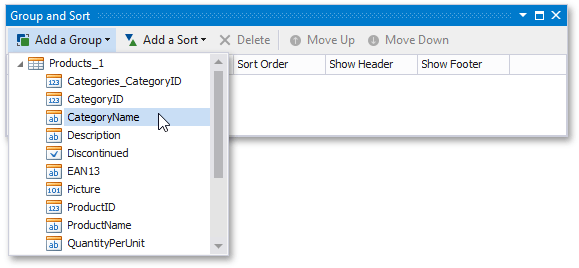 Group and Sort
Add a Group Add a Sort Delete Move Up Move Down
Sort Order Show Header Show Footer
Products_1
123 Categories_CategoryID
123 CategoryID
ab CategoryName
ab Description
Discontinued
ab EAN13
101 Picture
123 ProductID
ab ProductName
ab QuantityPerUnit